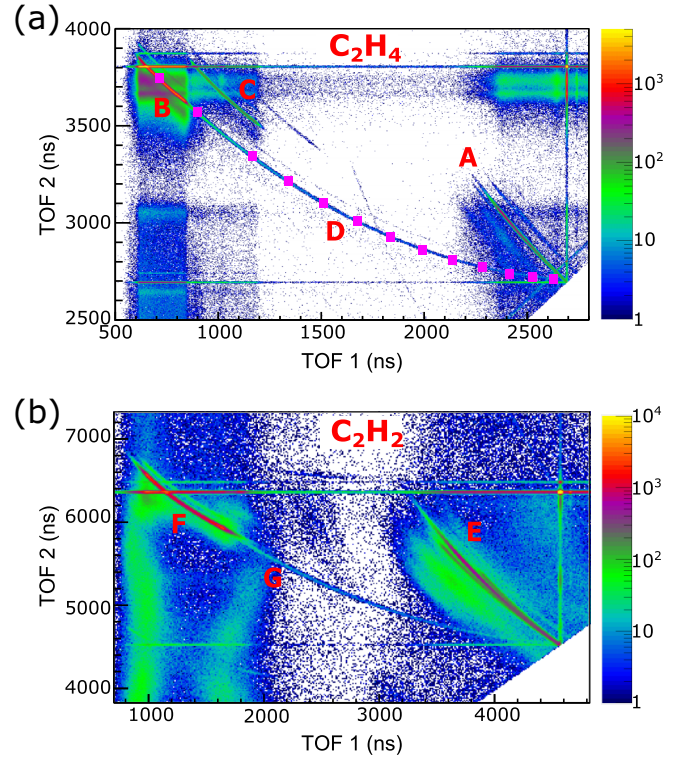 (a)
C₂H₄
4000
3500
3000
2500
TOF 2 (ns)
B
C
A
D
500
1000
1500
2000
2500
TOF 1 (ns)
10³
10²
10
1
(b)
C₂H₂
7000
6000
5000
4000
TOF 2 (ns)
F
E
G
1000
2000
3000
4000
TOF 1 (ns)
10⁴
10³
10²
10
1